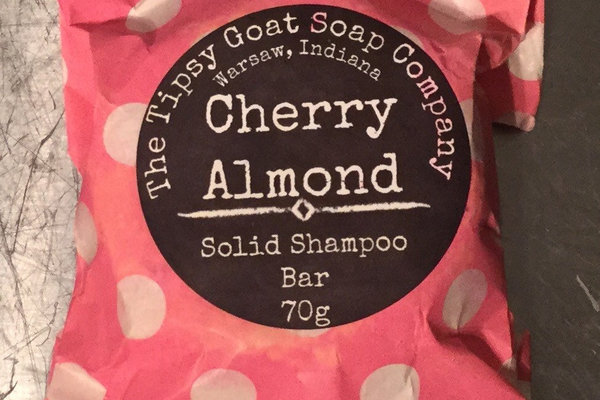 The Tipsy Goat Soap Company
Warsaw, Indiana
Cherry
Almond
Solid Shampoo
Bar
70g